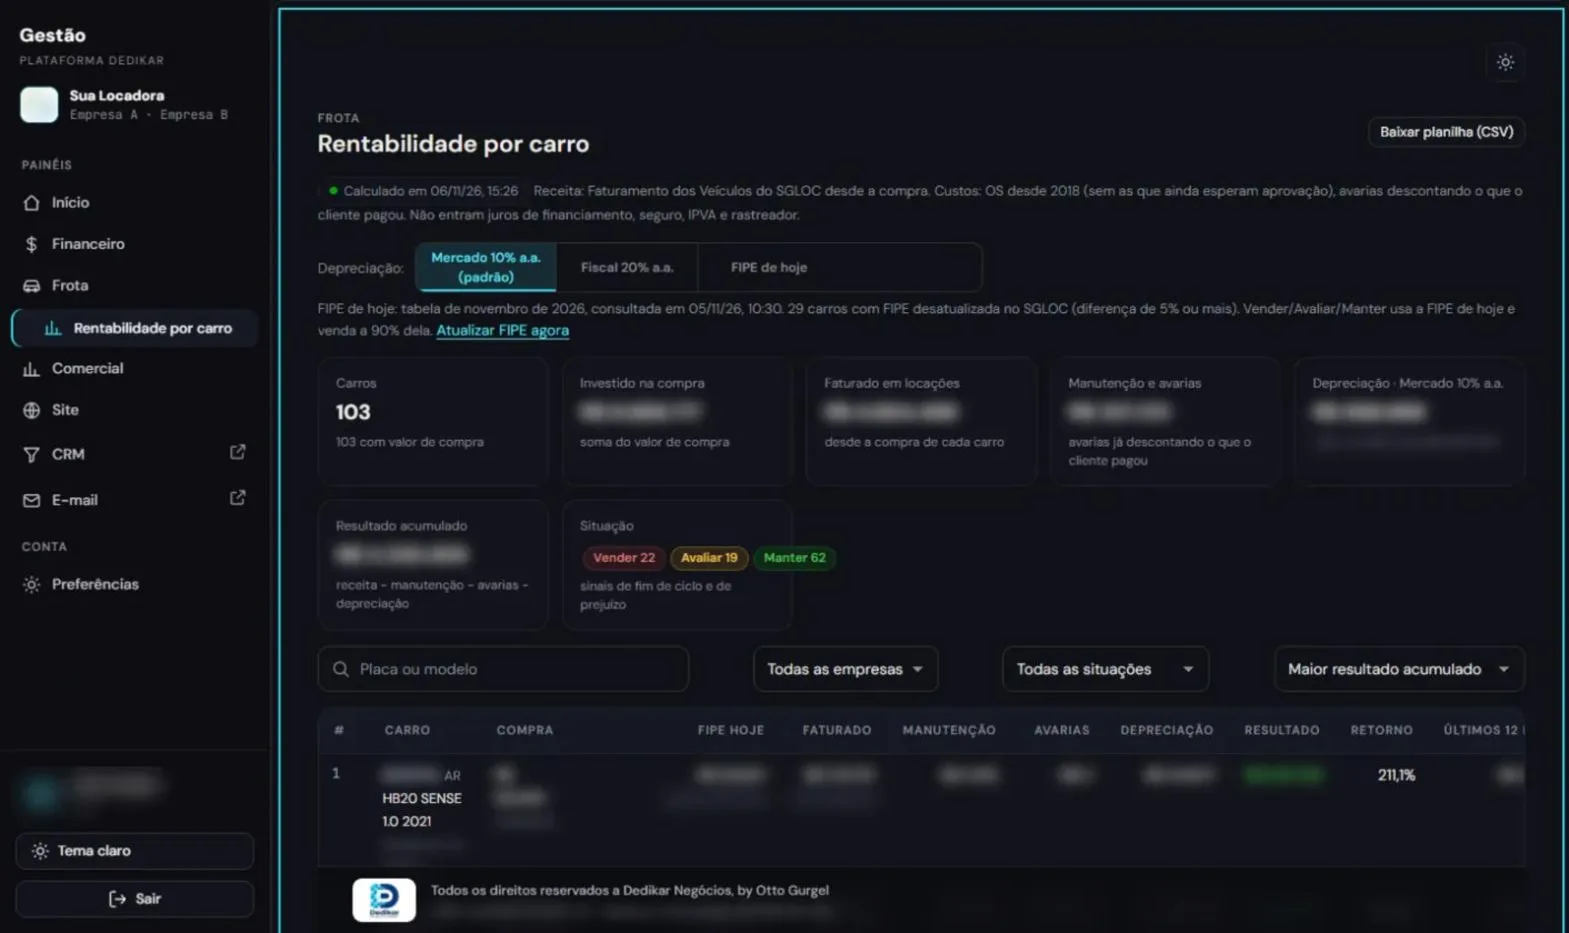 Gestão
PLATAFORMA DEDIKAR
Sua Locadora
Empresa A · Empresa B
PAINÉIS
Início
Financeiro
Frota
Rentabilidade por carro
Comercial
Site
CRM
E-mail
CONTA
Preferências
Tema claro
Sair
FROTA
Rentabilidade por carro
Baixar planilha (CSV)
Calculado em 06/11/26, 15:26 Receita: Faturamento dos Veículos do SGLOC desde a compra. Custos: OS desde 2018 (sem as que ainda esperam aprovação), avarias descontando o que o
cliente pagou. Não entram juros de financiamento, seguro, IPVA e rastreador.
Depreciação:
Mercado 10% a.a.
(padrão)
Fiscal 20% a.a.
FIPE de hoje
FIPE de hoje: tabela de novembro de 2026, consultada em 05/11/26, 10:30. 29 carros com FIPE desatualizada no SGLOC (diferença de 5% ou mais). Vender/Avaliar/Manter usa a FIPE de hoje e
venda a 90% dela. Atualizar FIPE agora
Carros
103
103 com valor de compra
Investido na compra
soma do valor de compra
Faturado em locações
desde a compra de cada carro
Manutenção e avarias
avarias já descontando o que o
cliente pagou
Depreciação · Mercado 10% a.a.
Resultado acumulado
receita - manutenção - avarias -
depreciação
Situação
Vender 22 Avaliar 19 Manter 62
sinais de fim de ciclo e de
prejuízo
Placa ou modelo
Todas as empresas
Todas as situações
Maior resultado acumulado
# CARRO COMPRA FIPE HOJE FATURADO MANUTENÇÃO AVARIAS DEPRECIAÇÃO RESULTADO RETORNO ÚLTIMOS 12
1 AR 211,1%
HB20 SENSE
1.0 2021
Dedikar
Todos os direitos reservados a Dedikar Negócios, by Otto Gurgel